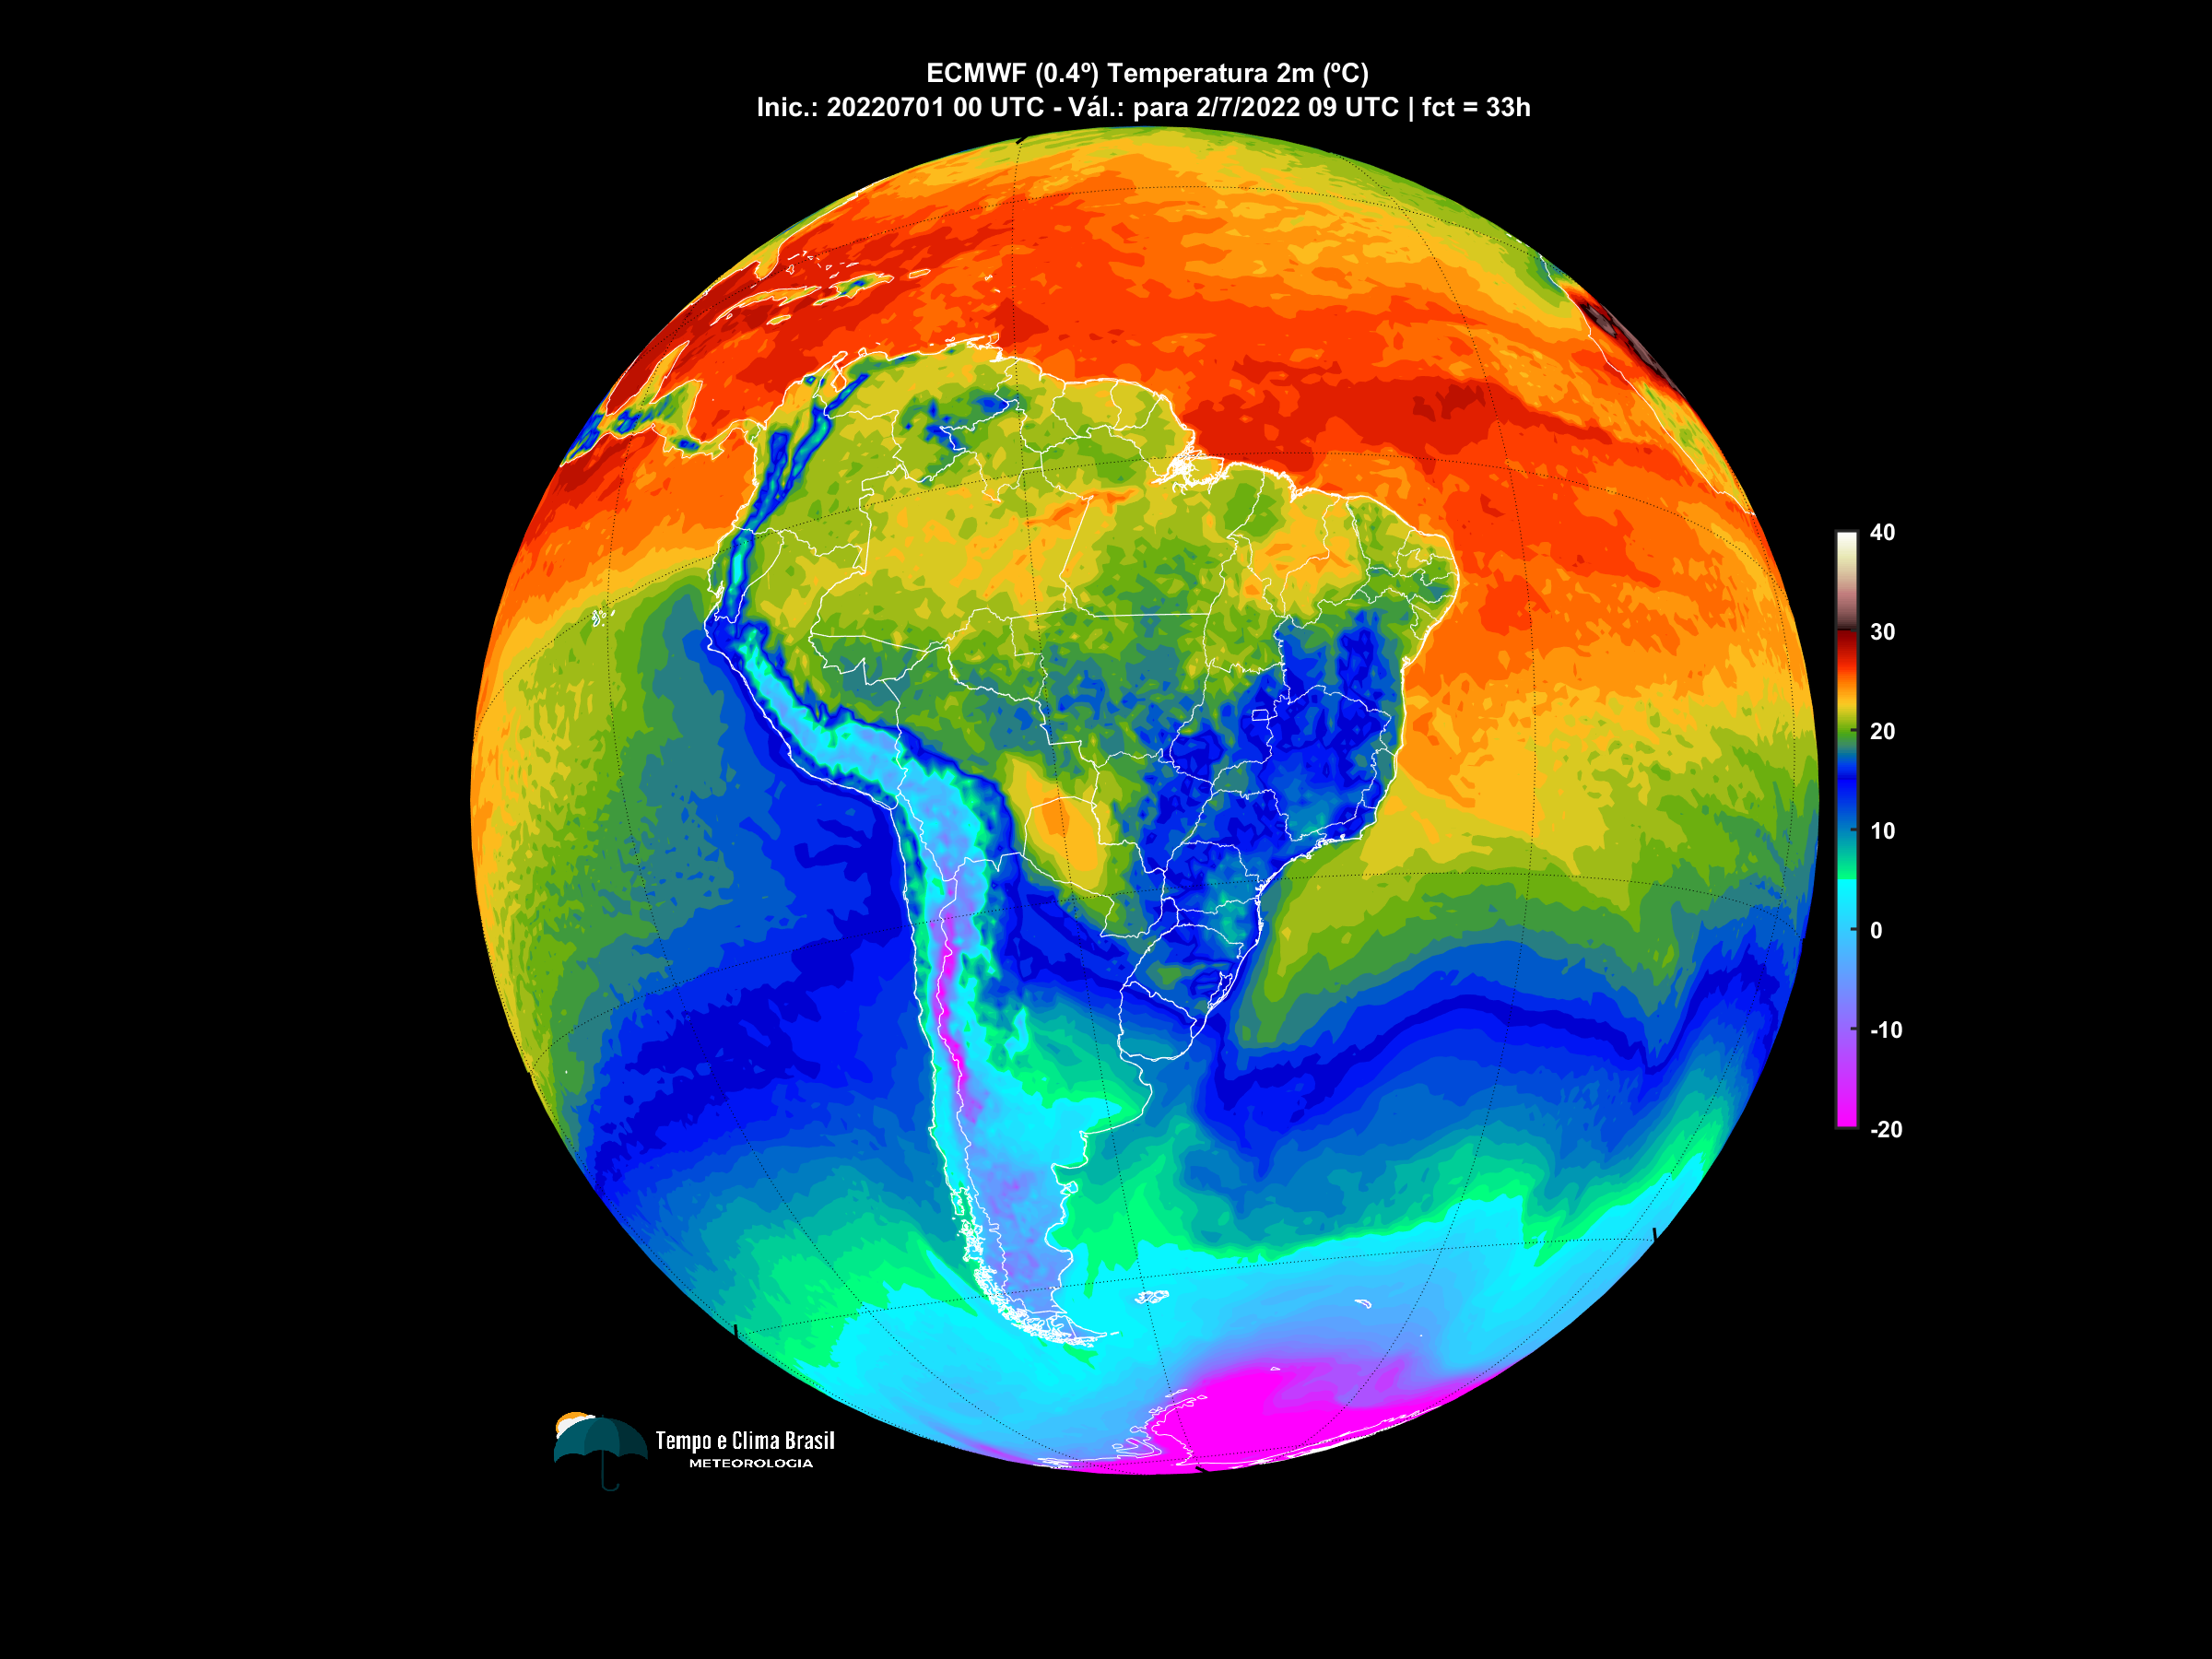 ECMWF (0.4º) Temperatura 2m (ºC)
Inic.: 20220701 00 UTC - Vál.: para 2/7/2022 09 UTC | fct = 33h
40
30
20
10
0
-10
-20
Tempo e Clima Brasil
METEOROLOGIA